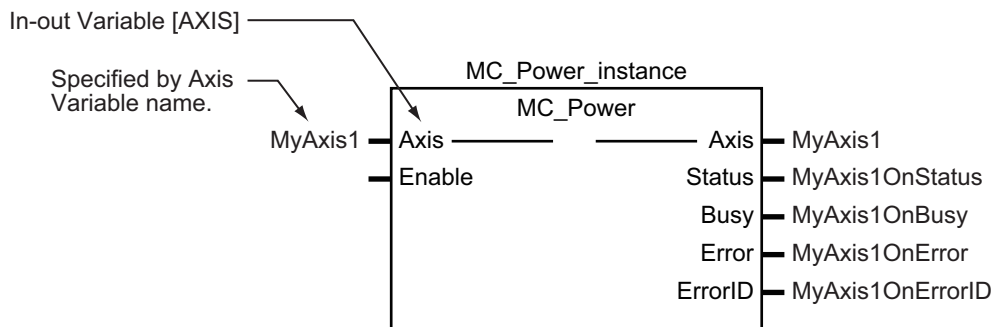 In-out Variable [AXIS]
Specified by Axis
Variable name.
MC_Power_instance
MC_Power
MyAxis1 Axis Axis MyAxis1
Enable Status MyAxis1OnStatus
Busy MyAxis1OnBusy
Error MyAxis1OnError
ErrorID MyAxis1OnErrorID